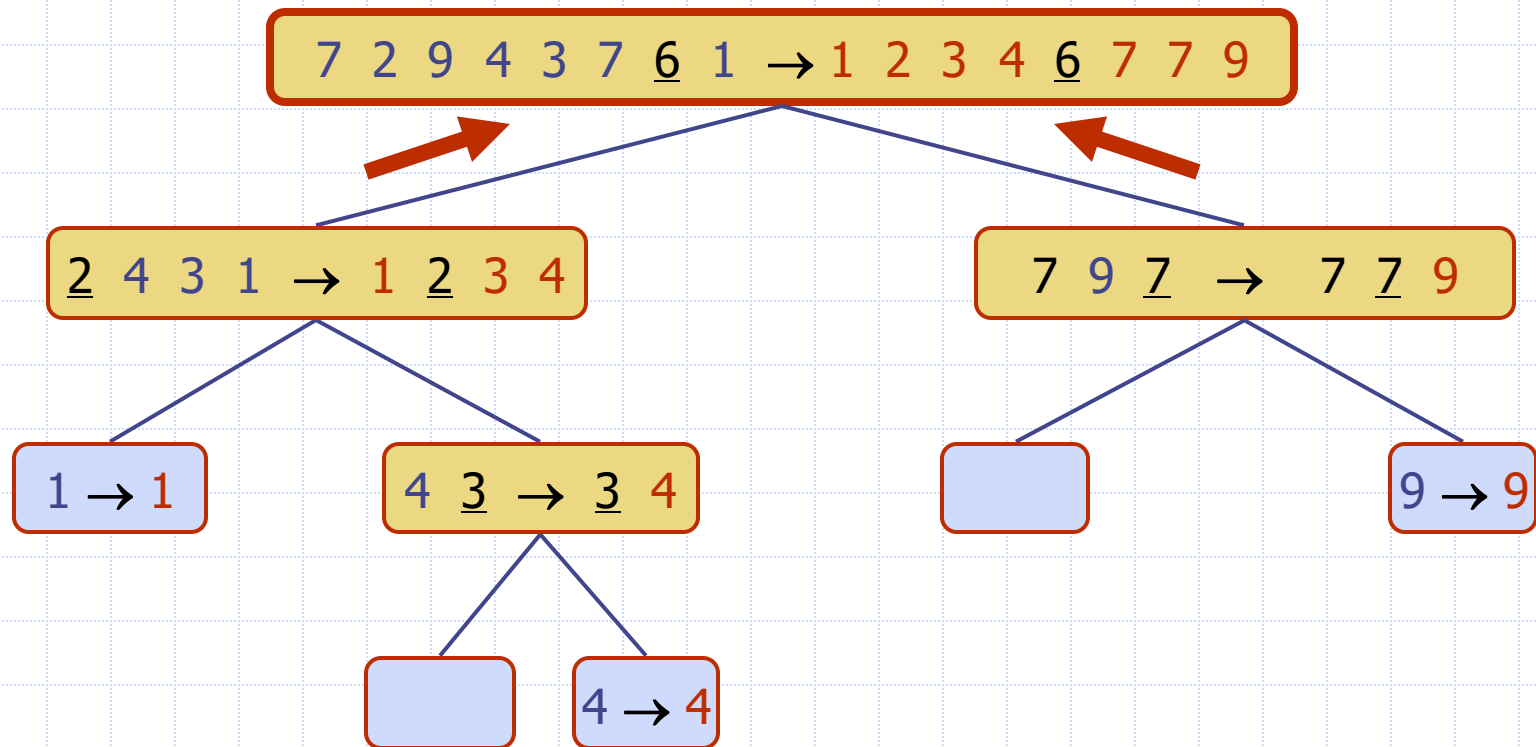 7 2 9 4 3 7 6 1 → 1 2 3 4 6 7 7 9
2 4 3 1 → 1 2 3 4
7 9 7 → 7 7 9
1 → 1
4 3 → 3 4
9 → 9
4 → 4